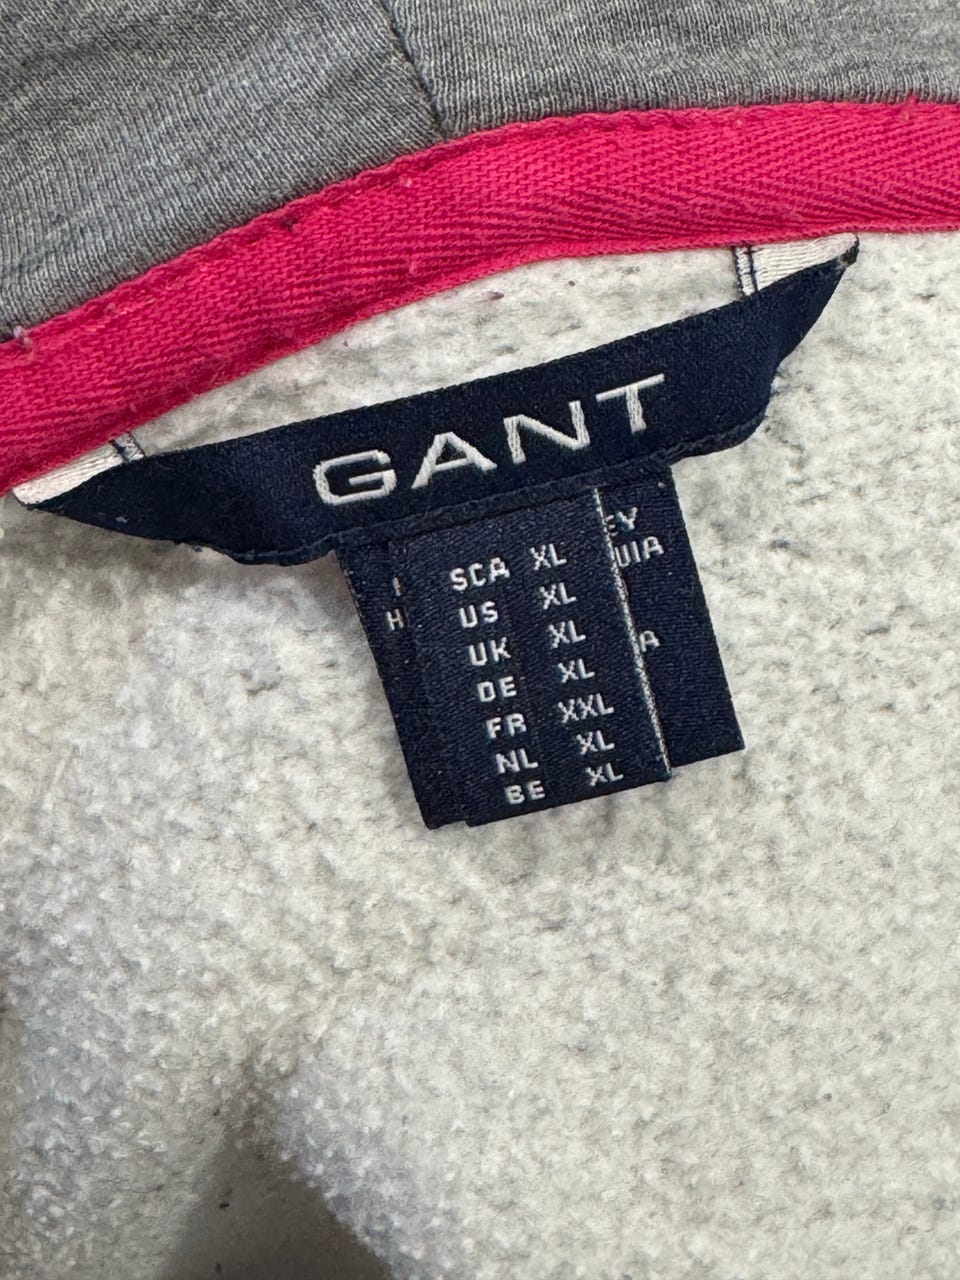 GANT
SCA XL
US XL
UK XL
DE XL
FR XXL
NL XL
BE XL